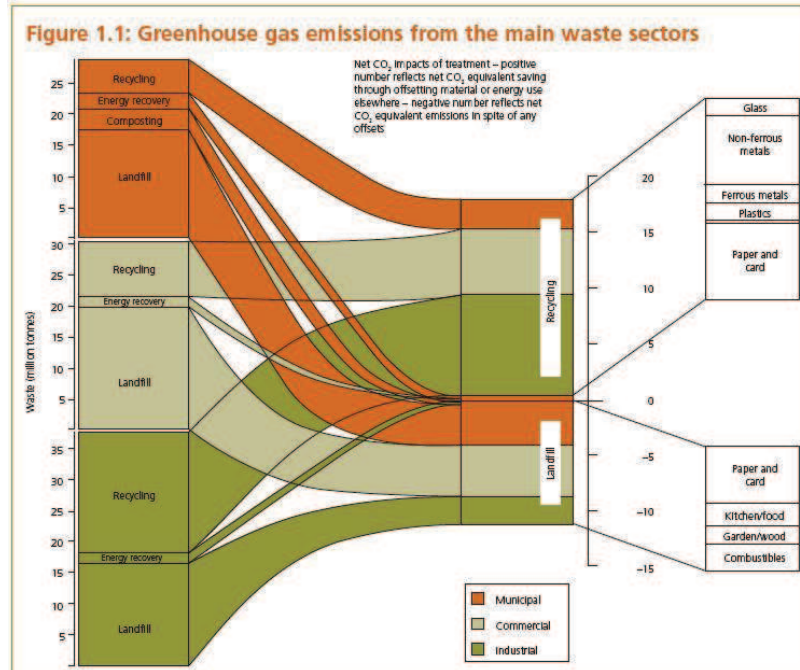 Figure 1.1: Greenhouse gas emissions from the main waste sectors
Net CO₂ impacts of treatment – positive
number reflects net CO₂ equivalent saving
through offsetting material or energy use
elsewhere – negative number reflects net
CO₂ equivalent emissions in spite of any
offsets
Waste (million tonnes)
25
20
15
10
5
Recycling
Energy recovery
Composting
Landfill
30
25
20
15
10
5
Recycling
Energy recovery
Landfill
35
30
25
20
15
10
5
Recycling
Energy recovery
Landfill
Recycling
Landfill
20
15
10
5
0
–5
–10
–15
Glass
Non-ferrous
metals
Ferrous metals
Plastics
Paper and
card
Paper and
card
Kitchen/food
Garden/wood
Combustibles
Municipal
Commercial
Industrial